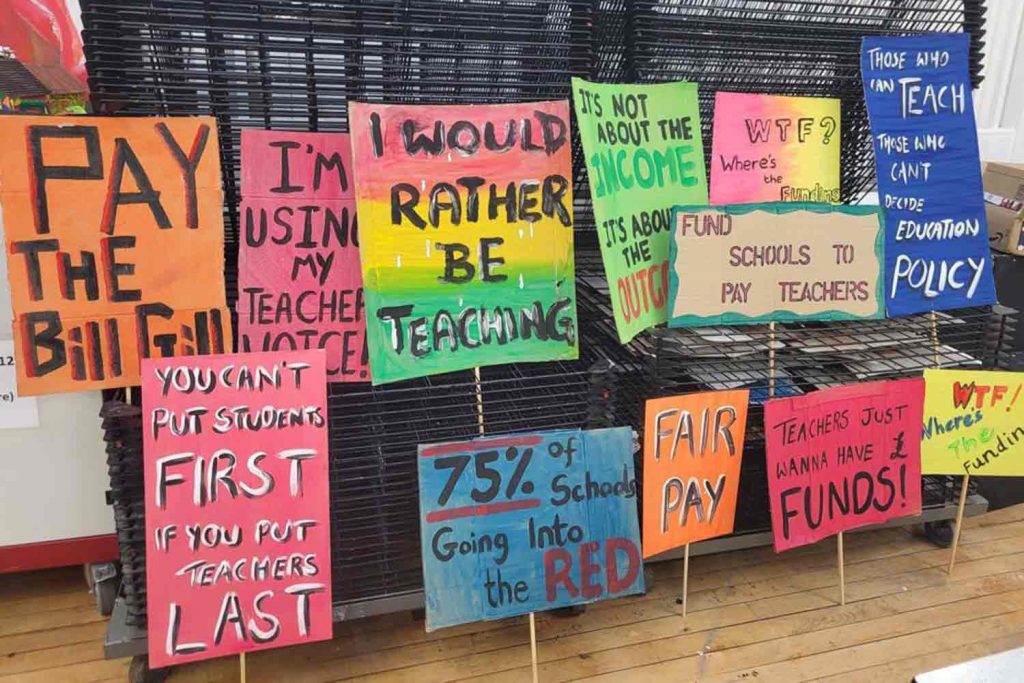 PAY
THE
Bill Gill
I'M
USING
MY
TEACHER
VOICE!
I WOULD
RATHER
BE
TEACHING
IT'S NOT
ABOUT THE
INCOME
IT'S ABOUT
THE
WTF?
Where's
the
Funding
FUND
SCHOOLS TO
PAY TEACHERS
THOSE WHO
CAN TEACH
THOSE WHO
CAN'T
DECIDE
EDUCATION
POLICY
12
re)
YOU CAN'T
PUT STUDENTS
FIRST
IF YOU PUT
TEACHERS
LAST
75% of
Schools
Going Into
the RED
FAIR
PAY
TEACHERS JUST
WANNA HAVE £
FUNDS!
WTF!
Where's
The
Fundin